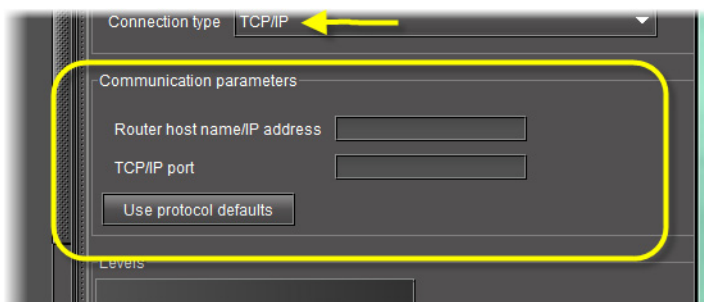 Connection type TCP/IP
Communication parameters
Router host name/IP address
TCP/IP port
Use protocol defaults
Levels